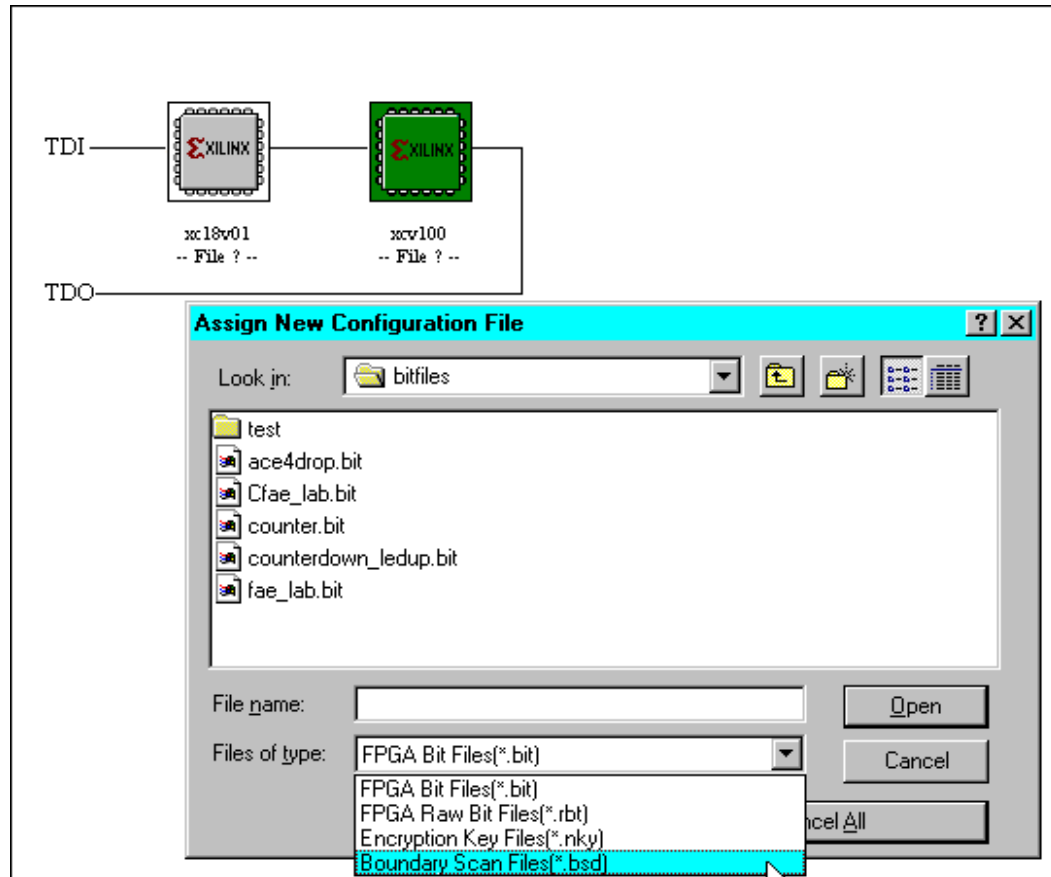 TDI
ΣXILINX
ΣXILINX
xc18v01
-- File ? --
xcv100
-- File ? --
TDO
Assign New Configuration File
Look in:
bitfiles
test
ace4drop.bit
Cfae_lab.bit
counter.bit
counterdown_ledup.bit
fae_lab.bit
File name:
Open
Files of type:
FPGA Bit Files(*.bit)
Cancel
FPGA Bit Files(*.bit)
FPGA Raw Bit Files(*.rbt)
Encryption Key Files(*.nky)
Boundary Scan Files(*.bsd)
ncel All